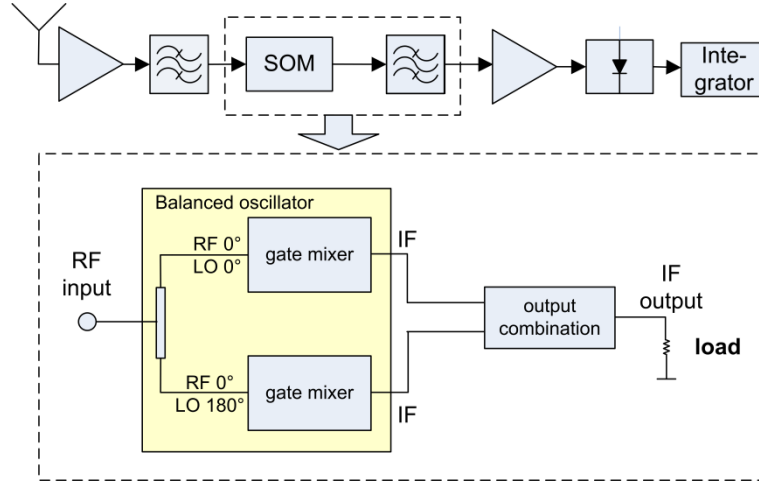 SOM
Inte-
grator
Balanced oscillator
RF 0°
LO 0°
gate mixer
IF
RF
input
output
combination
IF
output
load
RF 0°
LO 180°
gate mixer
IF